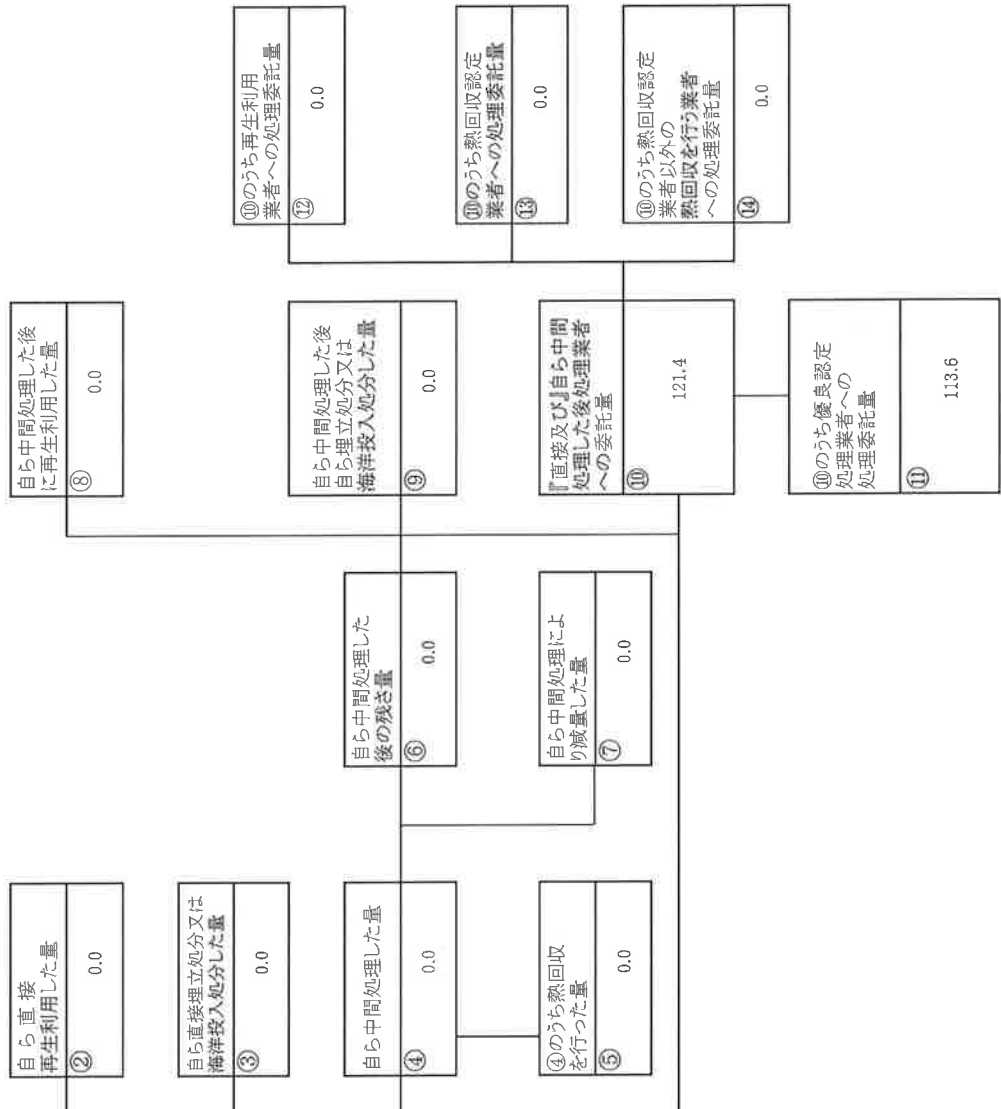 自ら直接
再生利用した量
②
0.0
自ら直接埋立処分又は
海洋投入処分した量
③
0.0
自ら中間処理した量
④
0.0
④のうち熱回収
を行った量
⑤
0.0
自ら中間処理した
後の残さ量
⑥
0.0
自ら中間処理によ
り減量した量
⑦
0.0
自ら中間処理した後
に再生利用した量
⑧
0.0
自ら中間処理した後
自ら埋立処分又は
海洋投入処分した量
⑨
0.0
『直接及び』自ら中間
処理した後処理業者
への委託量
⑩
121.4
⑩のうち優良認定
処理業者への
処理委託量
⑪
113.6
⑩のうち再生利用
業者への処理委託量
⑫
0.0
⑩のうち熱回収認定
業者への処理委託量
⑬
0.0
⑩のうち熱回収認定
業者以外の
熱回収を行う業者
への処理委託量
⑭
0.0